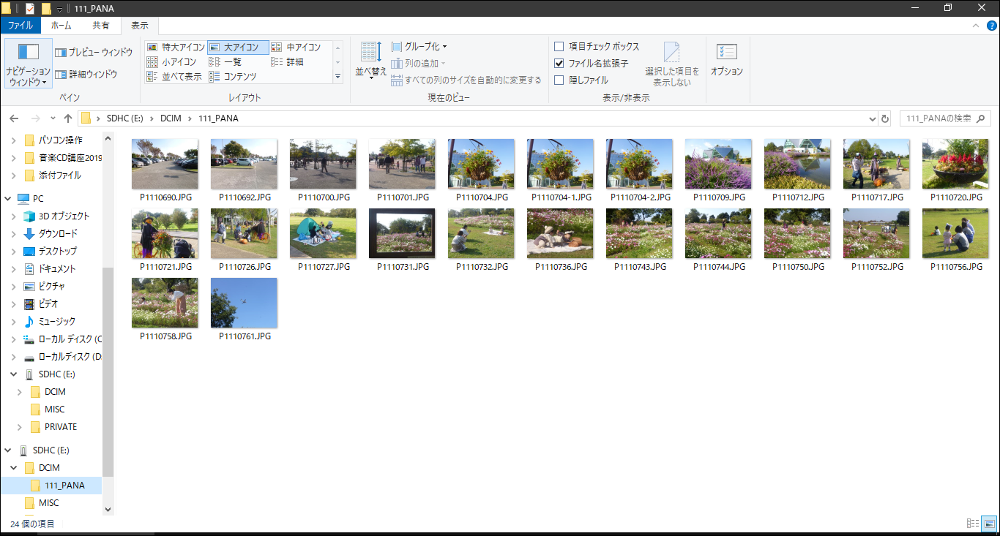 111_PANA
ファイル ホーム 共有 表示
ナビゲーション ウィンドウ
プレビュー ウィンドウ
詳細ウィンドウ
ペイン
特大アイコン 大アイコン 中アイコン
小アイコン 一覧 詳細
並べて表示 コンテンツ
レイアウト
並べ替え
グループ化
列の追加
すべての列のサイズを自動的に変更する
現在のビュー
項目チェック ボックス
ファイル名拡張子
隠しファイル
選択した項目を
表示しない
表示/非表示
オプション
SDHC (E:) DCIM 111_PANA
111_PANAの検索
パソコン操作
音楽CD講座2019
添付ファイル
PC
3D オブジェクト
ダウンロード
デスクトップ
ドキュメント
ピクチャ
ビデオ
ミュージック
ローカル ディスク (C
ローカルディスク (D:
SDHC (E:)
DCIM
MISC
PRIVATE
SDHC (E:)
DCIM
111_PANA
MISC
P1110690.JPG P1110692.JPG P1110700.JPG P1110701.JPG P1110704.JPG P1110704-1.JPG P1110704-2.JPG P1110709.JPG P1110712.JPG P1110717.JPG P1110720.JPG
P1110721.JPG P1110726.JPG P1110727.JPG P1110731.JPG P1110732.JPG P1110736.JPG P1110743.JPG P1110744.JPG P1110750.JPG P1110752.JPG P1110756.JPG
P1110758.JPG P1110761.JPG
24 個の項目